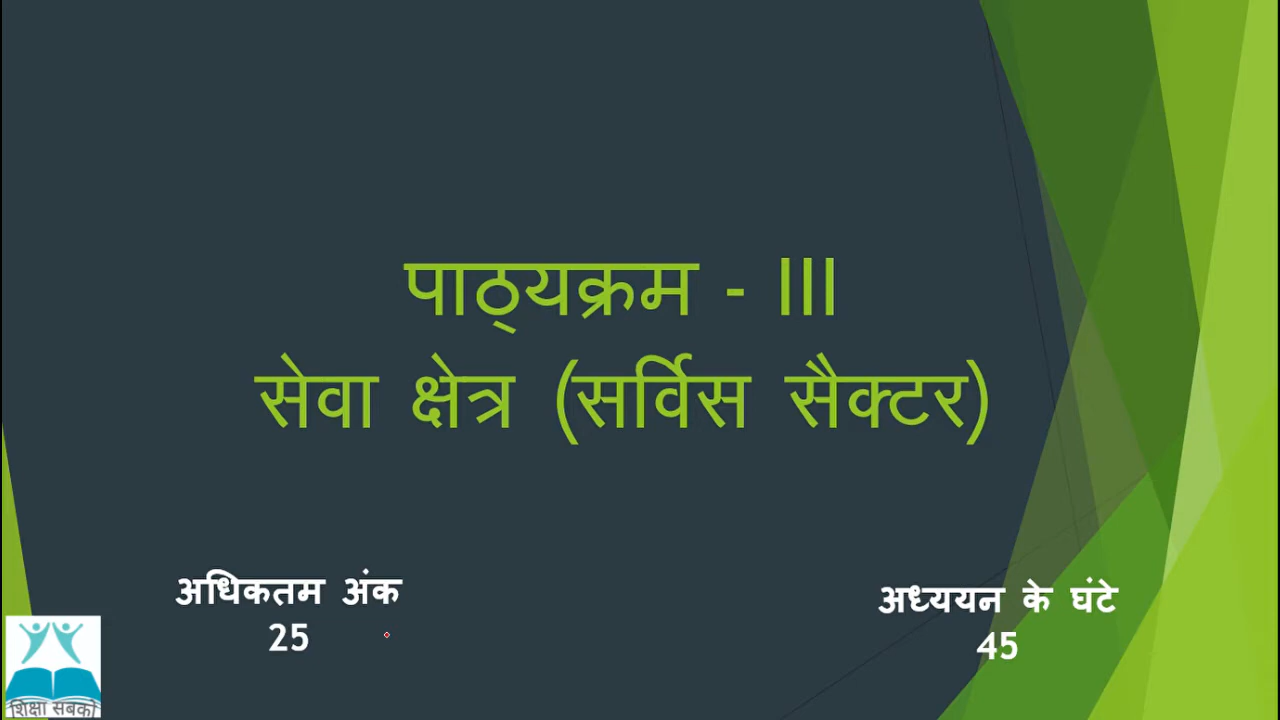 पाठ्यक्रम - III
सेवा क्षेत्र (सर्विस सैक्टर)
अधिकतम अंक
25
अध्ययन के घंटे
45
शिक्षा सबको